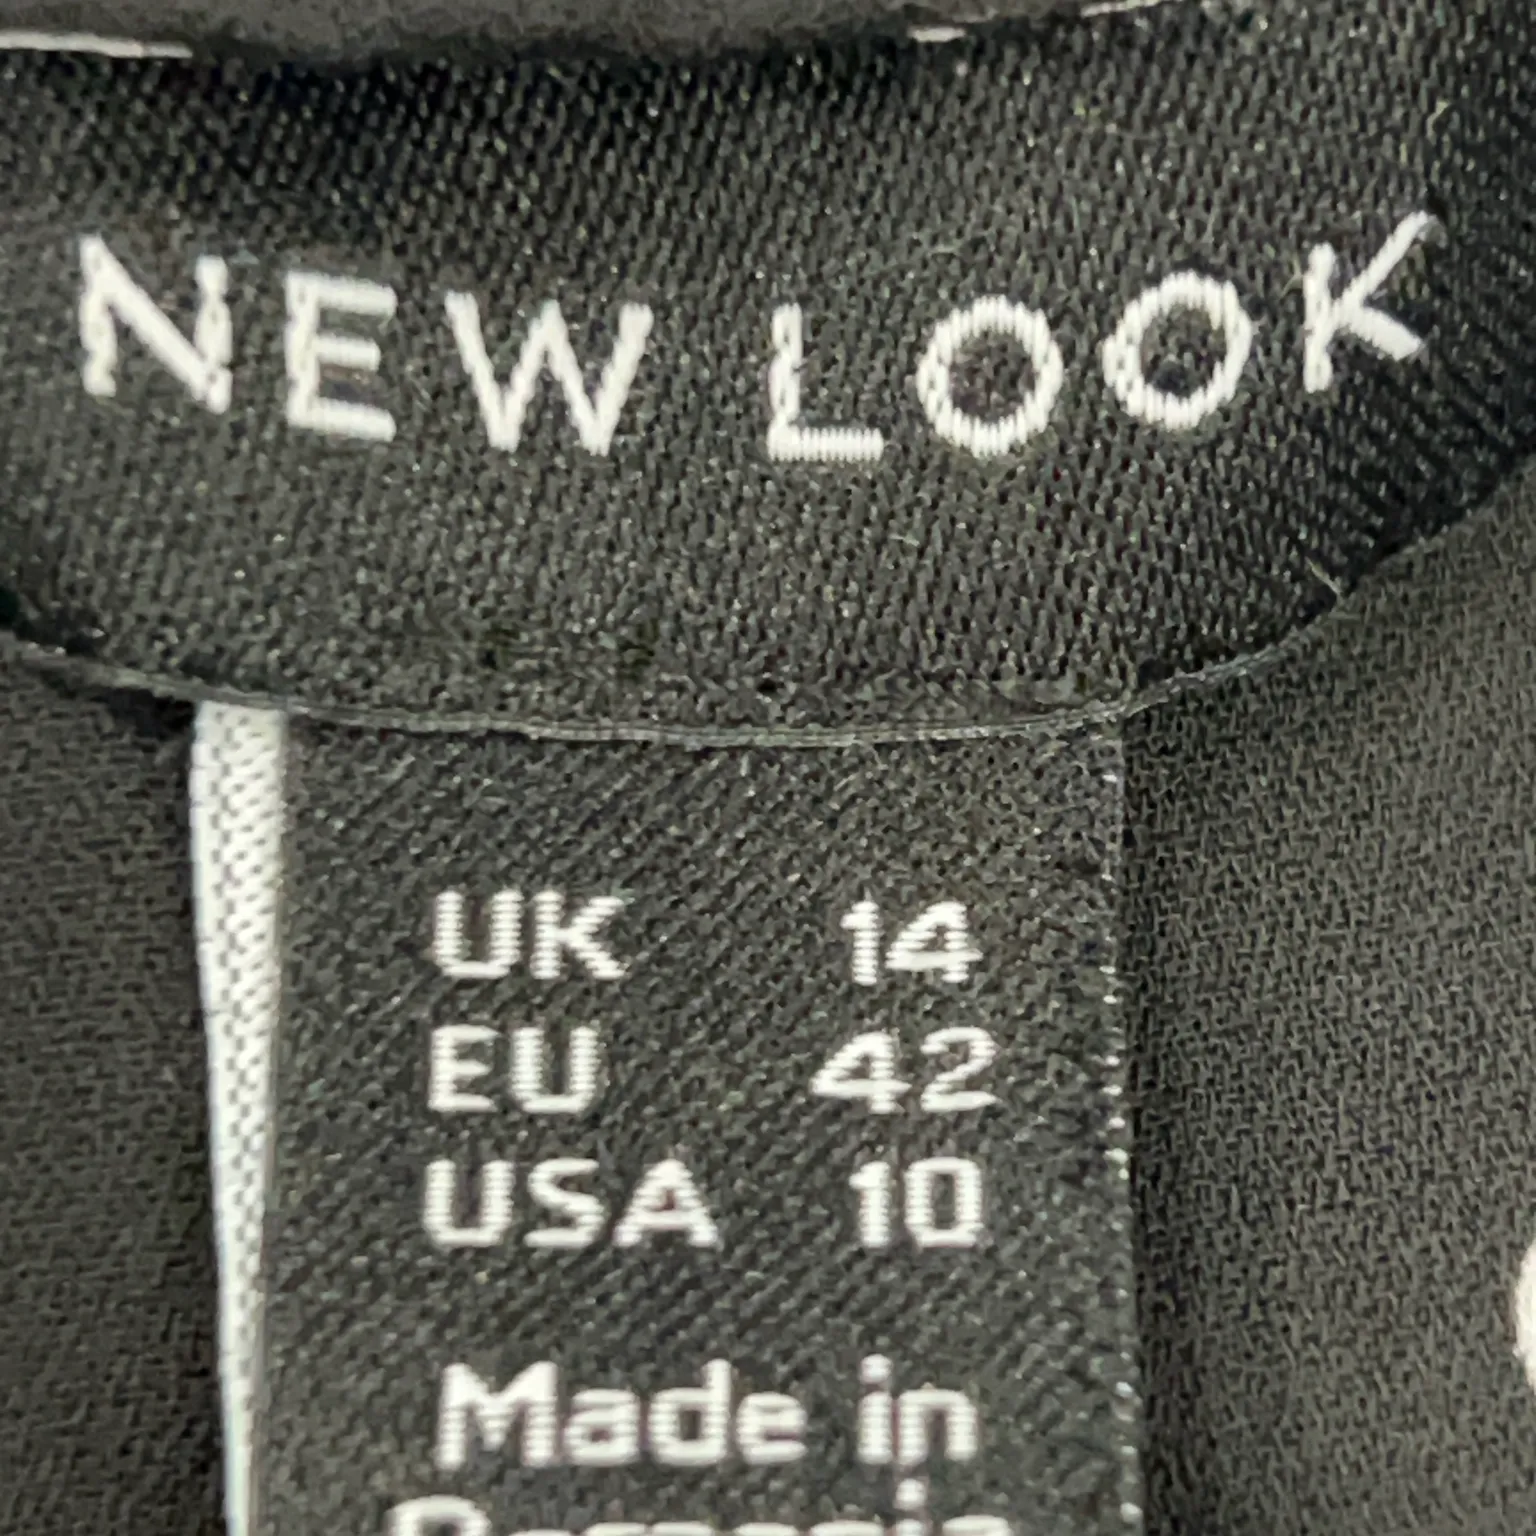 NEW LOOK
UK 14
EU 42
USA 10
Made in